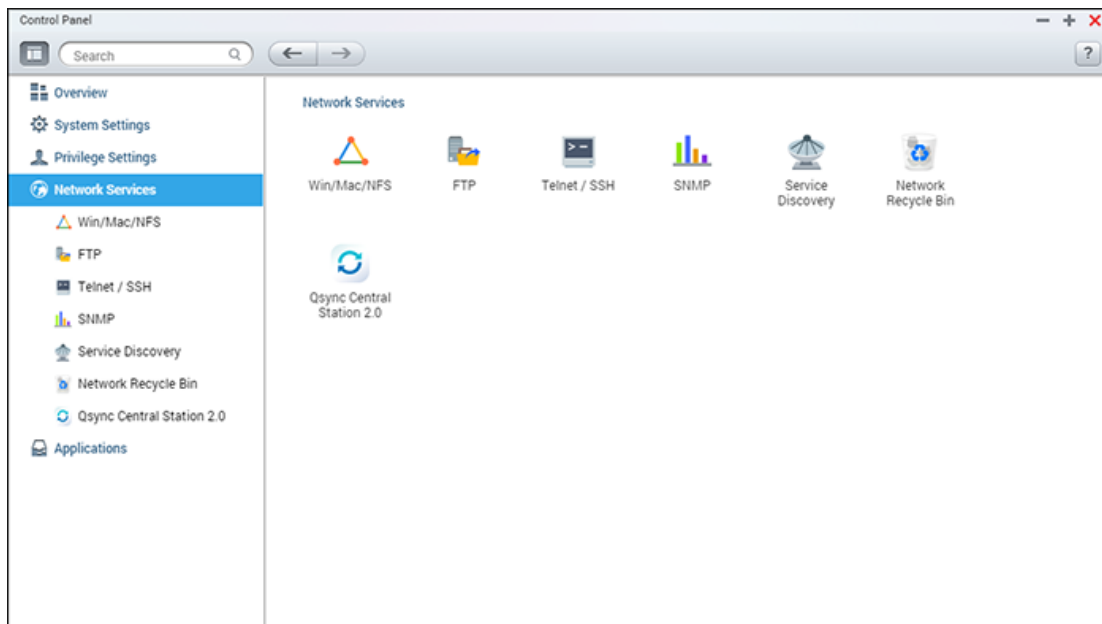 Control Panel
Search
?
Overview
System Settings
Privilege Settings
Network Services
Win/Mac/NFS
FTP
Telnet / SSH
SNMP
Service Discovery
Network Recycle Bin
Qsync Central Station 2.0
Applications
Network Services
Win/Mac/NFS
FTP
Telnet / SSH
SNMP
Service
Discovery
Network
Recycle Bin
Qsync Central
Station 2.0